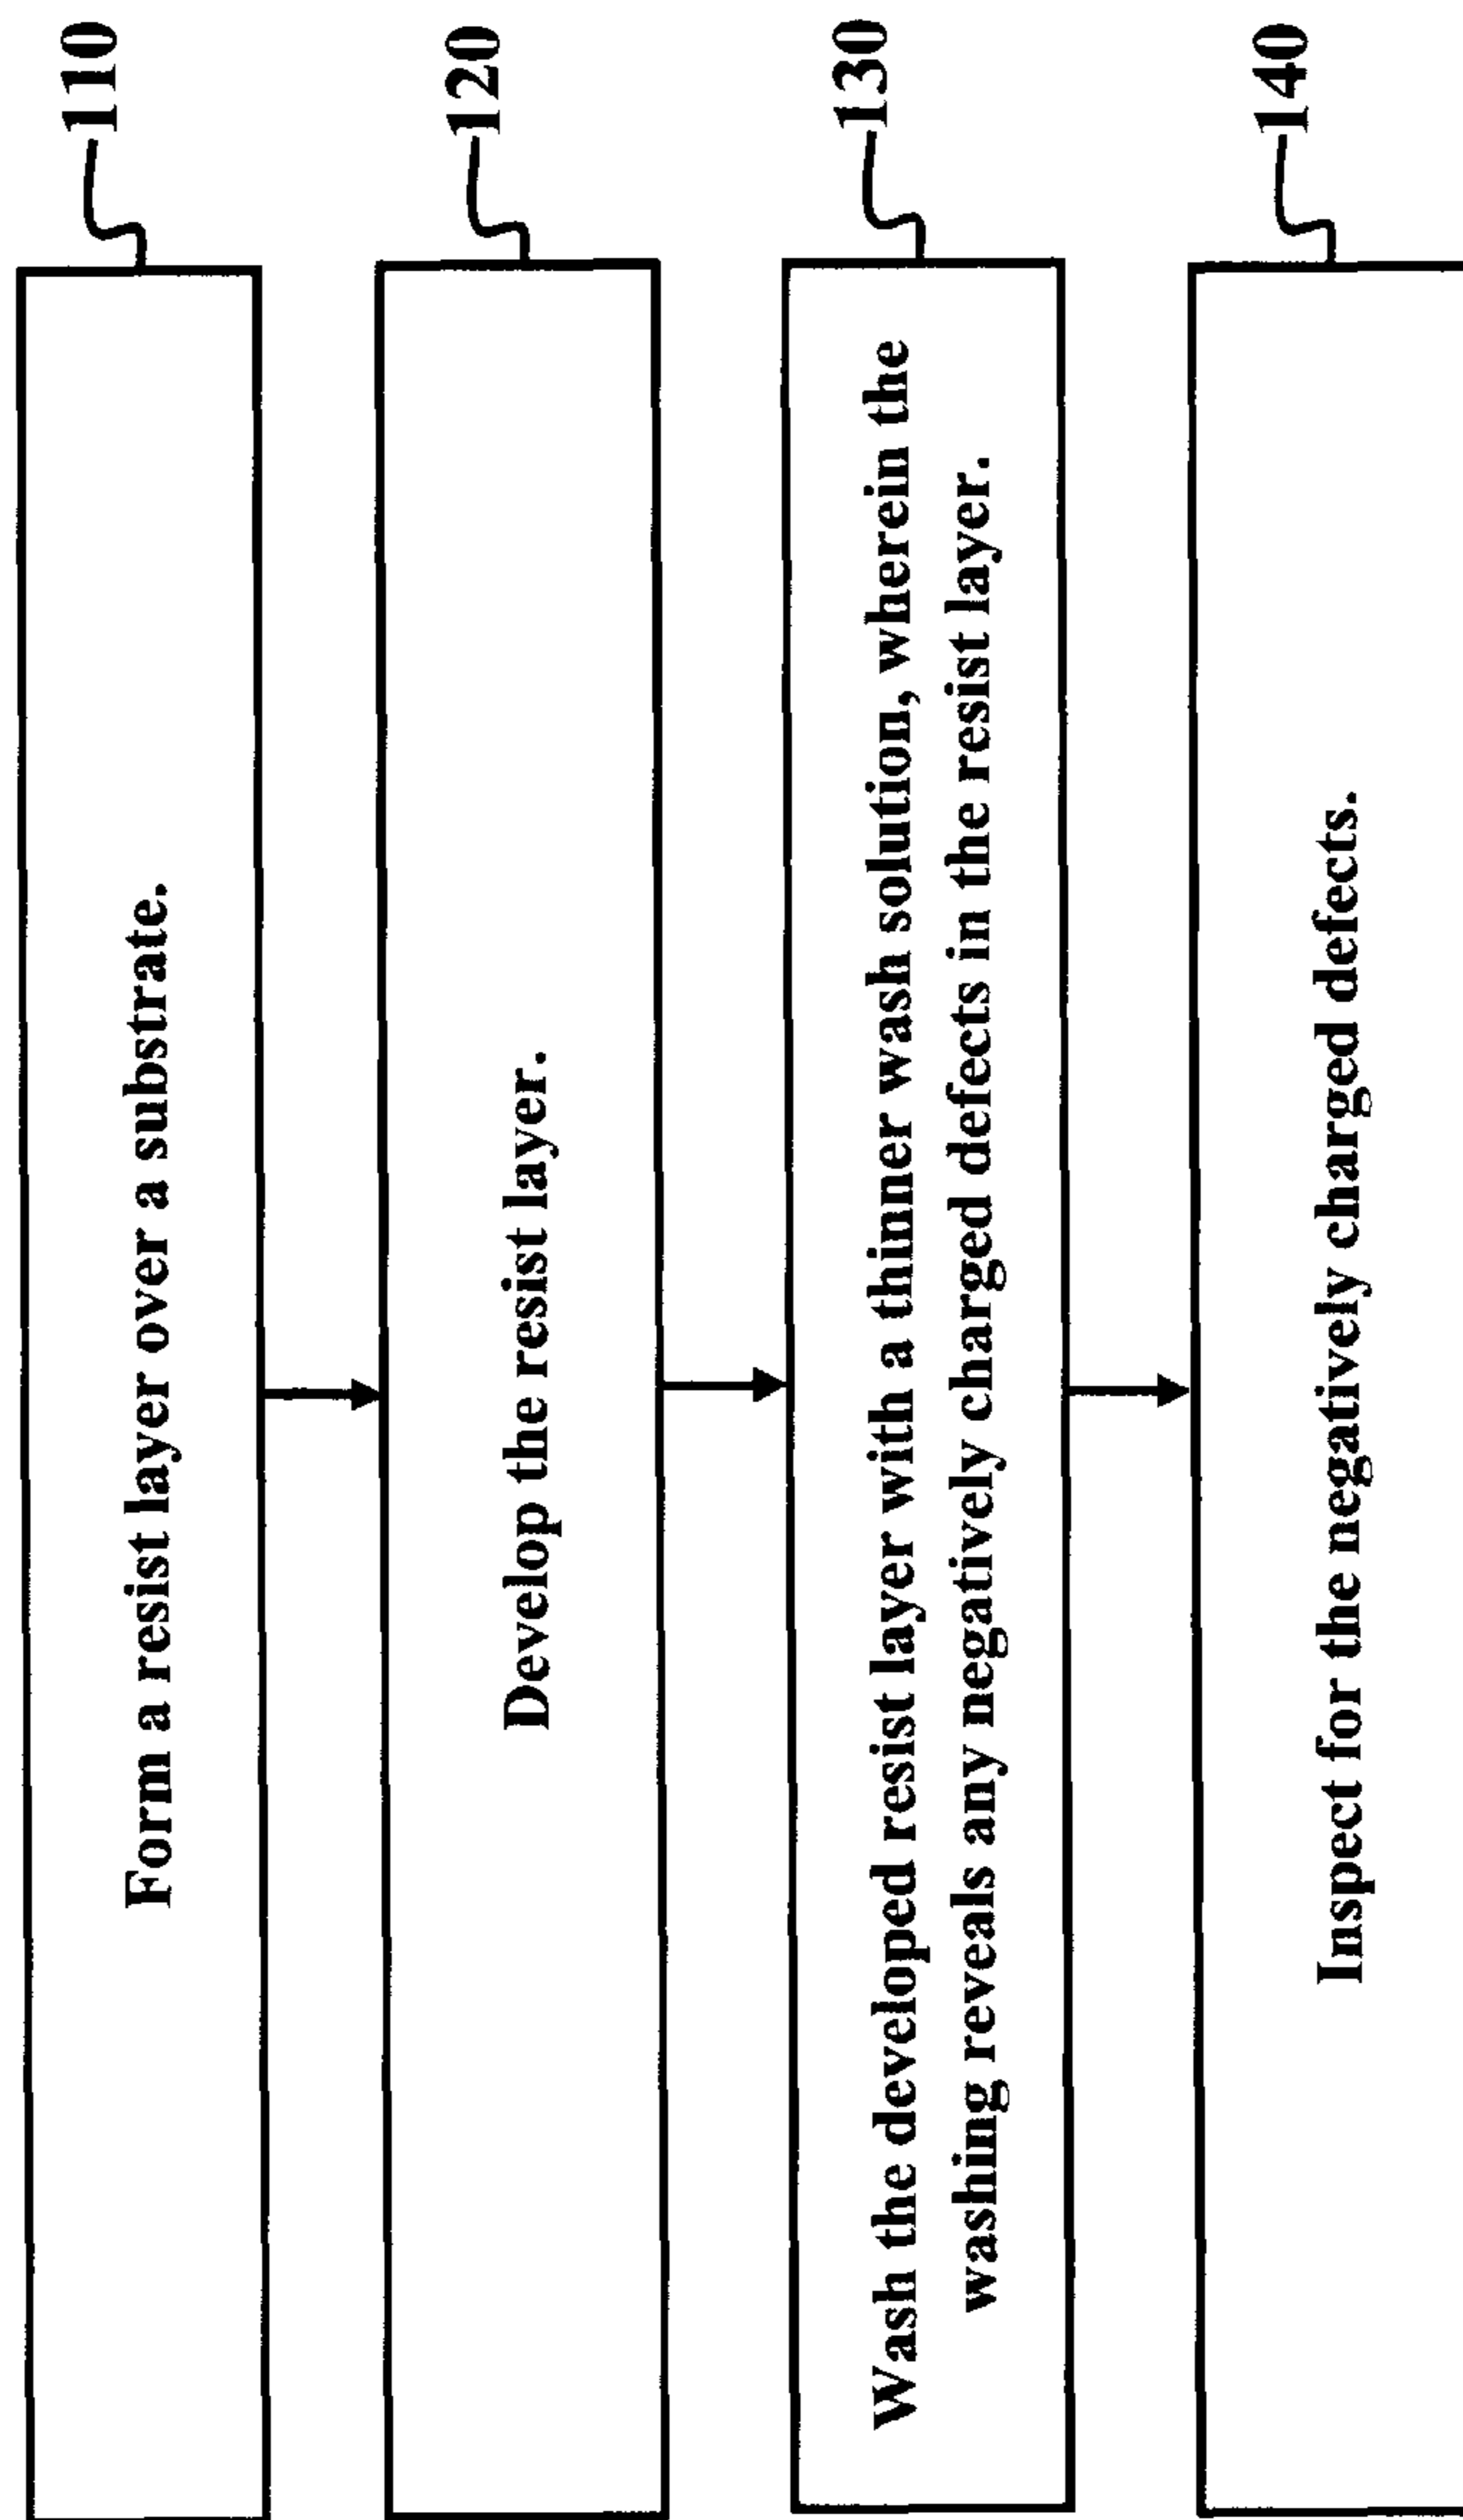 110
Form a resist layer over a substrate.
120
Develop the resist layer.
130
Wash the developed resist layer with a thinner wash solution, wherein the
washing reveals any negatively charged defects in the resist layer.
140
Inspect for the negatively charged defects.